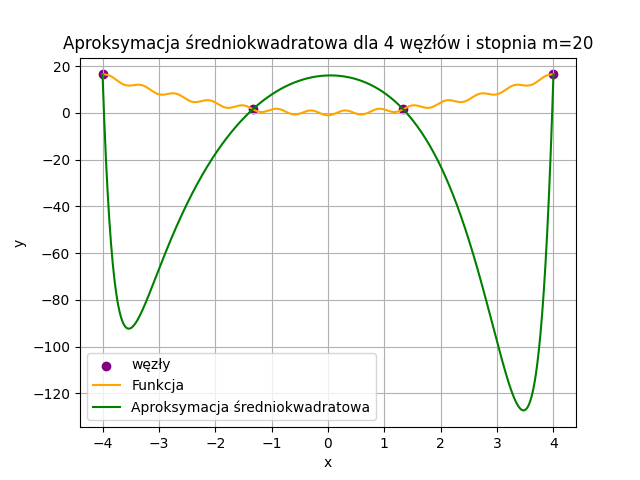 Aproksymacja średniokwadratowa dla 4 węzłów i stopnia m=20
20
0
−20
−40
−60
−80
−100
−120
y
węzły
Funkcja
Aproksymacja średniokwadratowa
−4 −3 −2 −1 0 1 2 3 4
x